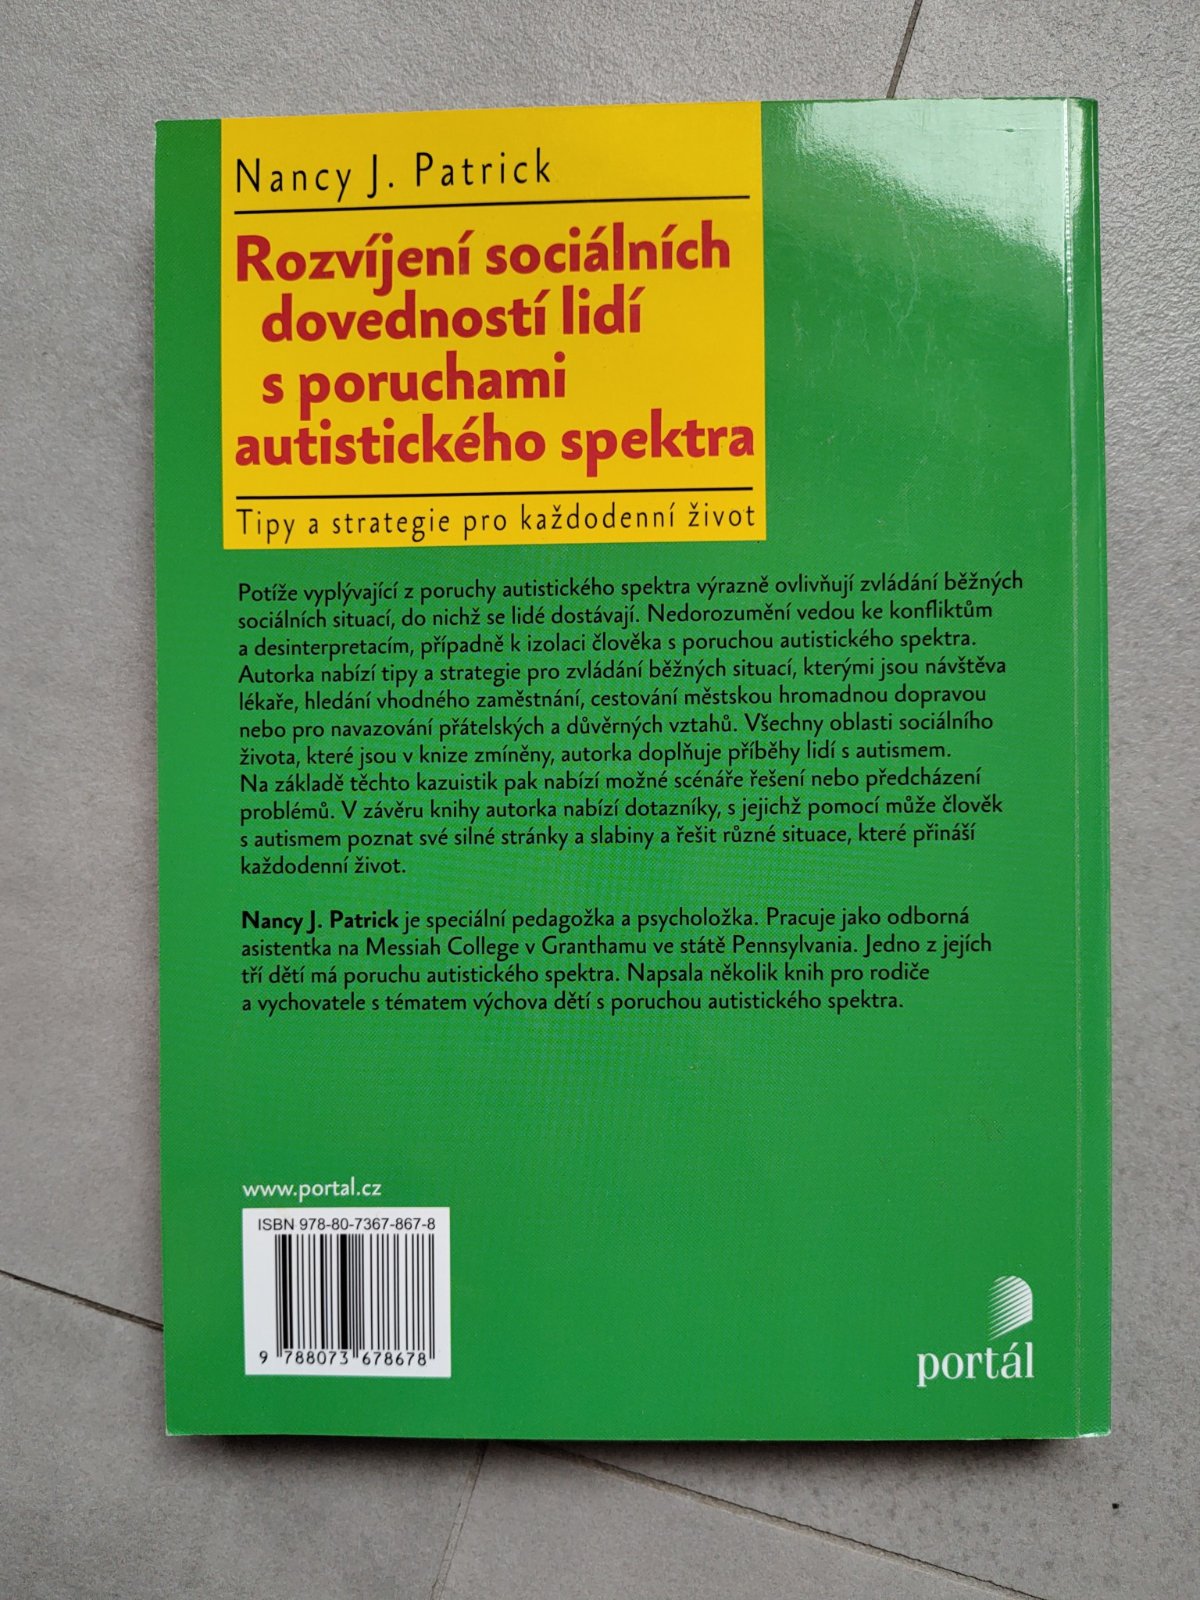 Nancy J. Patrick
Rozvíjení sociálních
dovedností lidí
s poruchami
autistického spektra
Tipy a strategie pro každodenní život
Potíže vyplývající z poruchy autistického spektra výrazně ovlivňují zvládání běžných
sociálních situací, do nichž se lidé dostávají. Nedorozumění vedou ke konfliktům
a desinterpretacím, případně k izolaci člověka s poruchou autistického spektra.
Autorka nabízí tipy a strategie pro zvládání běžných situací, kterými jsou návštěva
lékaře, hledání vhodného zaměstnání, cestování městskou hromadnou dopravou
nebo pro navazování přátelských a důvěrných vztahů. Všechny oblasti sociálního
života, které jsou v knize zmíněny, autorka doplňuje příběhy lidí s autismem.
Na základě těchto kazuistik pak nabízí možné scénáře řešení nebo předcházení
problémů. V závěru knihy autorka nabízí dotazníky, s jejichž pomocí může člověk
s autismem poznat své silné stránky a slabiny a řešit různé situace, které přináší
každodenní život.
Nancy J. Patrick je speciální pedagožka a psycholožka. Pracuje jako odborná
asistentka na Messiah College v Granthamu ve státě Pennsylvania. Jedno z jejích
tří dětí má poruchu autistického spektra. Napsala několik knih pro rodiče
a vychovatele s tématem výchova dětí s poruchou autistického spektra.
www.portal.cz
ISBN 978-80-7367-867-8
9 788073 678678
portál